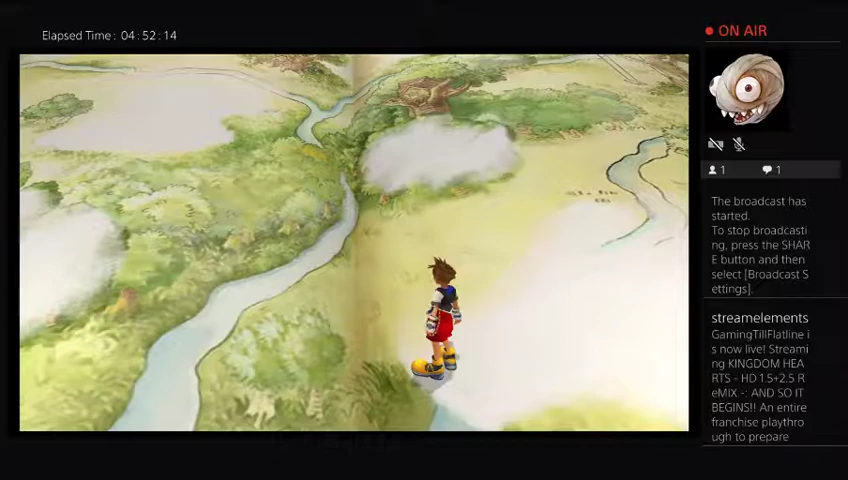 Elapsed Time : 04:52:14
ON AIR
1
1
The broadcast has
started.
To stop broadcasti
ng, press the SHAR
E button and then
select [Broadcast S
ettings].
streamelements
GamingTillFlatline i
s now live! Streami
ng KINGDOM HEA
RTS - HD 1.5+2.5 R
eMIX -: AND SO IT
BEGINS!! An entire
franchise playthro
ugh to prepare